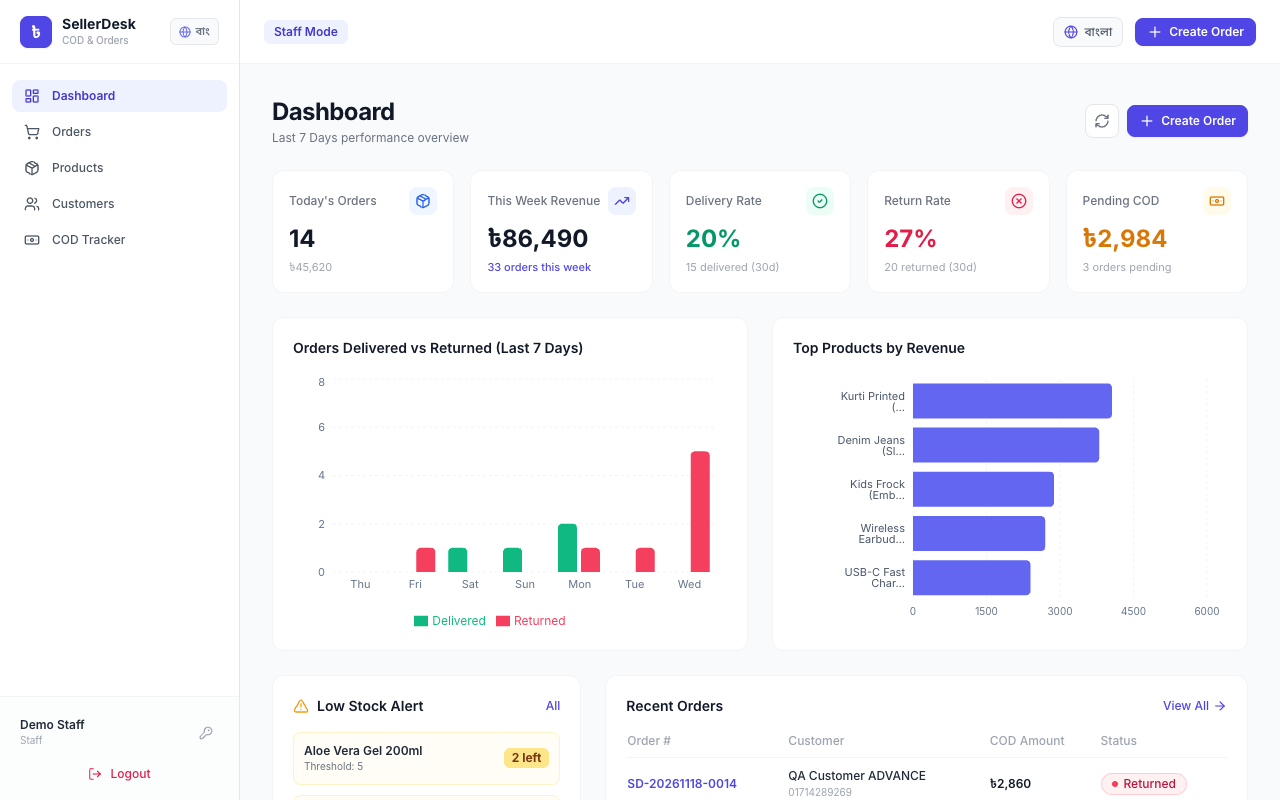 ৳
SellerDesk
COD & Orders
বাং
Dashboard
Orders
Products
Customers
COD Tracker
Demo Staff
Staff
Logout
Staff Mode
বাংলা
Create Order
Dashboard
Last 7 Days performance overview
Create Order
Today's Orders
14
৳45,620
This Week Revenue
৳86,490
33 orders this week
Delivery Rate
20%
15 delivered (30d)
Return Rate
27%
20 returned (30d)
Pending COD
৳2,984
3 orders pending
Orders Delivered vs Returned (Last 7 Days)
8
6
4
2
0
Thu Fri Sat Sun Mon Tue Wed
Delivered Returned
Top Products by Revenue
Kurti Printed
(...
Denim Jeans
(Sl...
Kids Frock
(Emb...
Wireless
Earbud...
USB-C Fast
Char...
0 1500 3000 4500 6000
Low Stock Alert
All
Aloe Vera Gel 200ml
Threshold: 5
2 left
Recent Orders
View All
Order # Customer COD Amount Status
SD-20261118-0014
QA Customer ADVANCE
01714289269
৳2,860
Returned